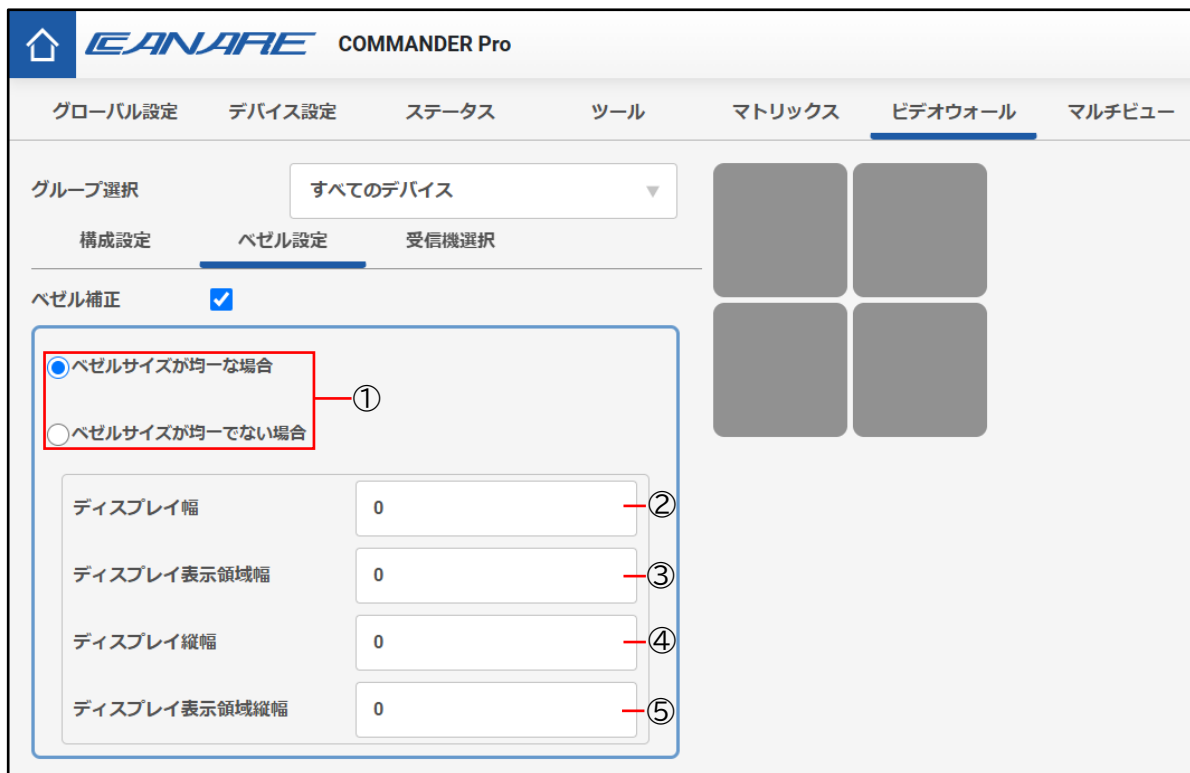 CANARE COMMANDER Pro
グローバル設定 デバイス設定 ステータス ツール マトリックス ビデオウォール マルチビュー
グループ選択 すべてのデバイス
構成設定 ベゼル設定 受信機選択
ベゼル補正
ベゼルサイズが均一な場合
①
ベゼルサイズが均一でない場合
ディスプレイ幅 0 ②
ディスプレイ表示領域幅 0 ③
ディスプレイ縦幅 0 ④
ディスプレイ表示領域縦幅 0 ⑤